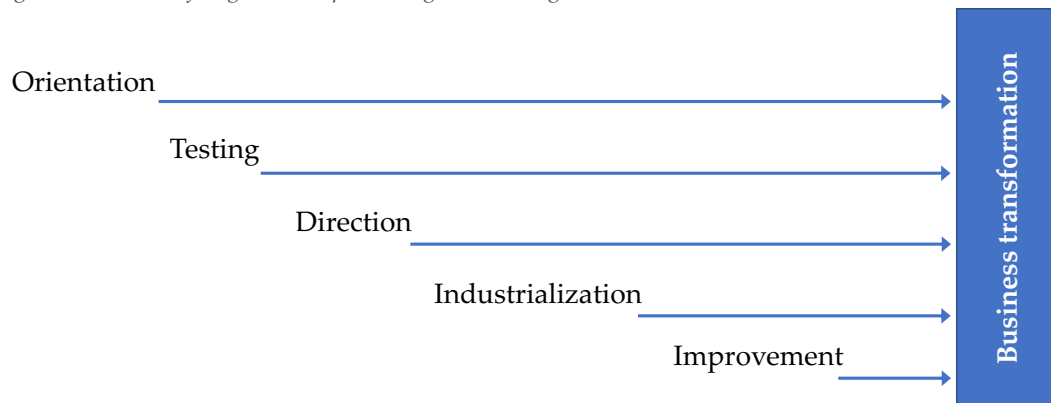 Orientation
Testing
Direction
Industrialization
Improvement
Business transformation